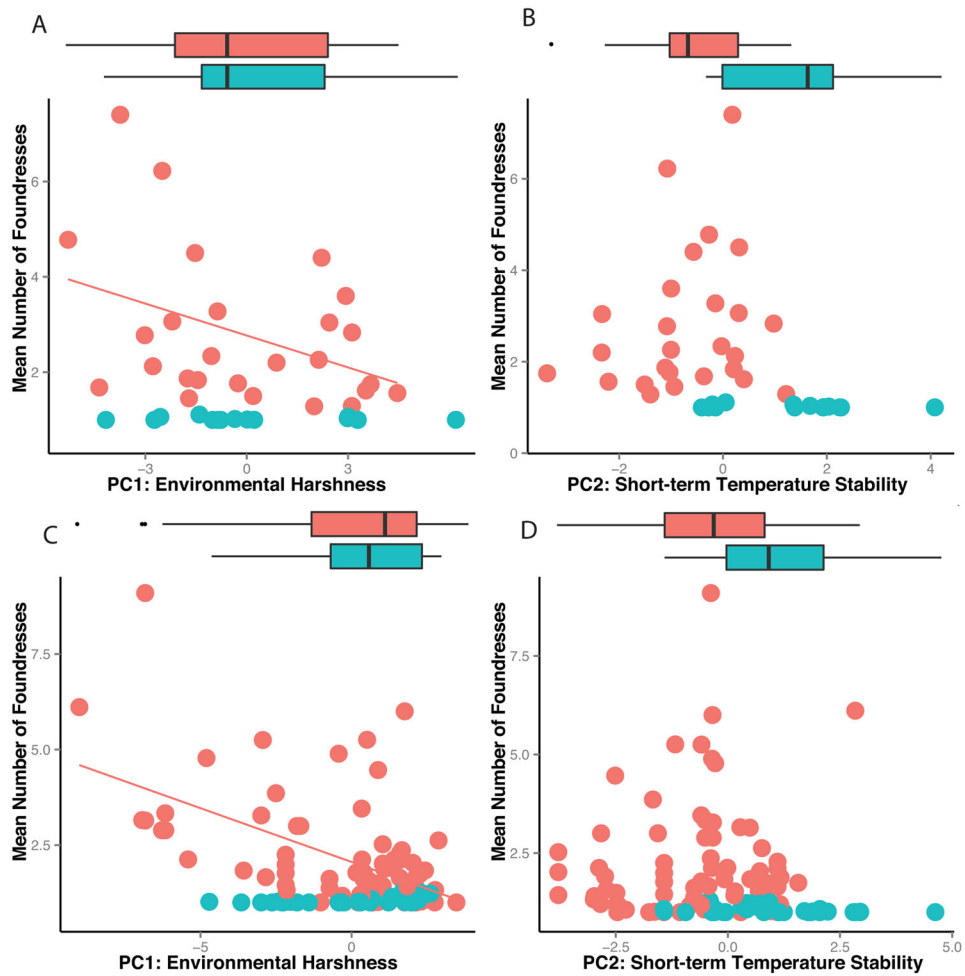 A
B
Mean Number of Foundresses
6
4
2
−3
0
3
PC1: Environmental Harshness
Mean Number of Foundresses
6
4
2
0
−2
0
2
4
PC2: Short-term Temperature Stability
C
D
Mean Number of Foundresses
7.5
5.0
2.5
−5
0
PC1: Environmental Harshness
Mean Number of Foundresses
7.5
5.0
2.5
−2.5
0.0
2.5
5.0
PC2: Short-term Temperature Stability